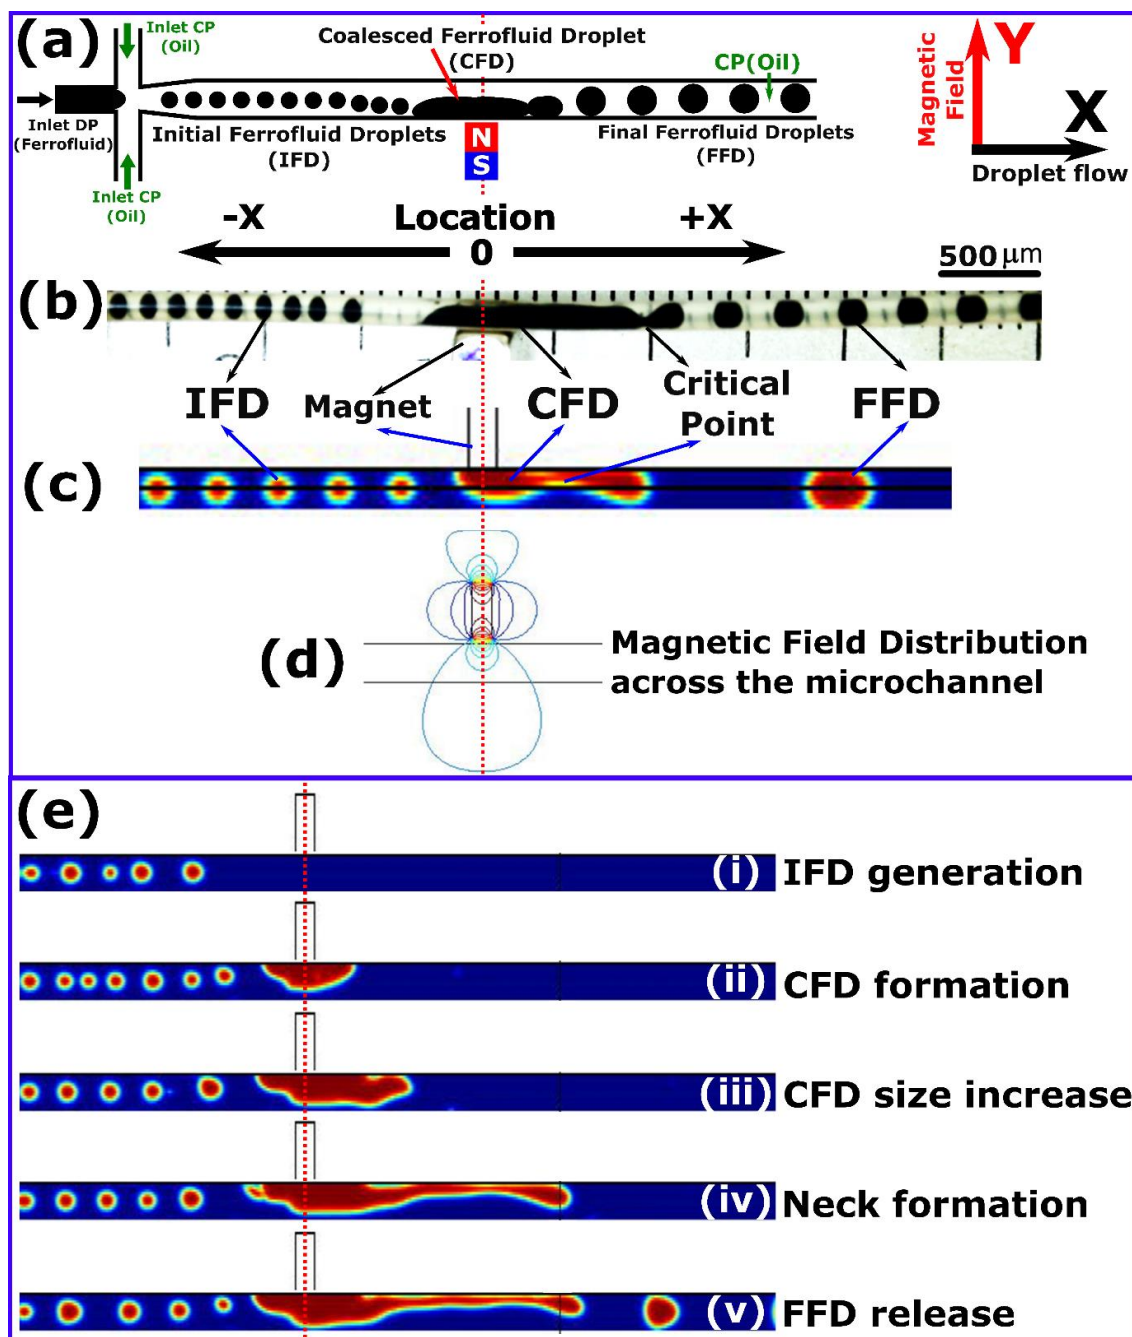 (a)
Inlet CP
(Oil)
Coalesced Ferrofluid Droplet
(CFD)
CP(Oil)
Inlet DP
(Ferrofluid)
Initial Ferrofluid Droplets
(IFD)
N
S
Final Ferrofluid Droplets
(FFD)
Inlet CP
(Oil)
Magnetic
Field
Y
X
Droplet flow
-X
Location
0
+X
500 μm
(b)
IFD
Magnet
CFD
Critical
Point
FFD
(c)
(d)
Magnetic Field Distribution
across the microchannel
(e)
(i) IFD generation
(ii) CFD formation
(iii) CFD size increase
(iv) Neck formation
(v) FFD release